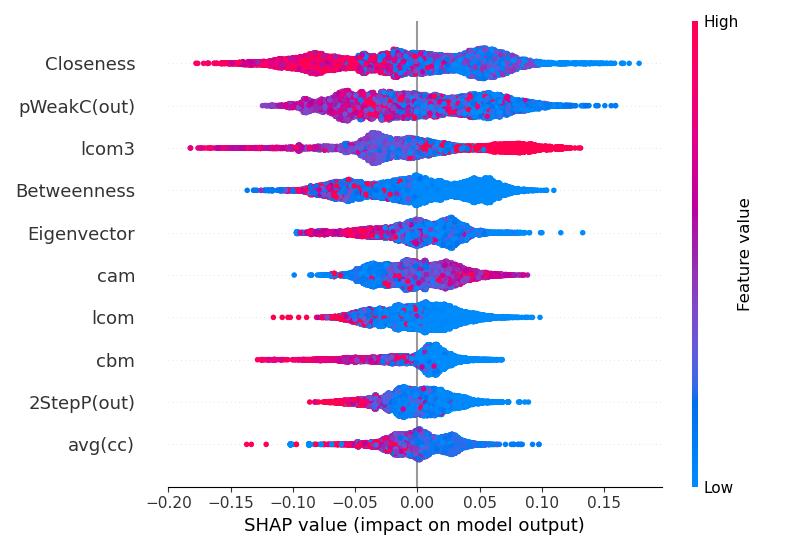 High
Closeness
pWeakC(out)
lcom3
Betweenness
Eigenvector
cam
lcom
cbm
2StepP(out)
avg(cc)
Feature value
Low
−0.20 −0.15 −0.10 −0.05 0.00 0.05 0.10 0.15
SHAP value (impact on model output)